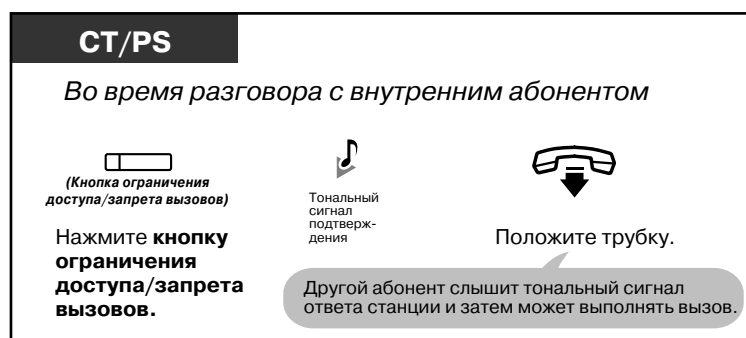 CT/PS
Во время разговора с внутренним абонентом
(Кнопка ограничения
доступа/запрета вызовов)
Нажмите кнопку
ограничения
доступа/запрета
вызовов.
Тональный
сигнал
подтверж-
дения
Положите трубку.
Другой абонент слышит тональный сигнал
ответа станции и затем может выполнять вызов.